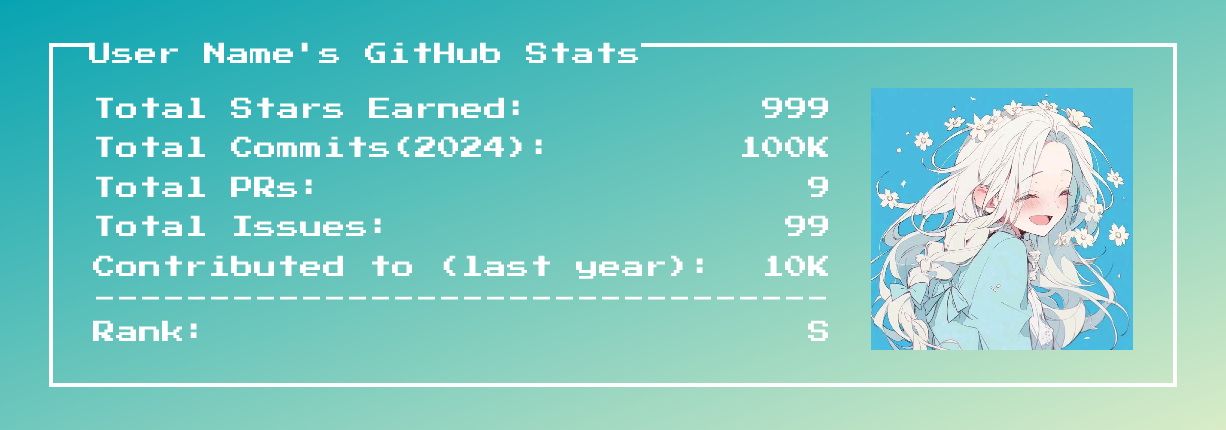 User Name's GitHub Stats
Total Stars Earned: 999
Total Commits(2024): 100K
Total PRs: 9
Total Issues: 99
Contributed to (last year): 10K
--------------------------------
Rank: S